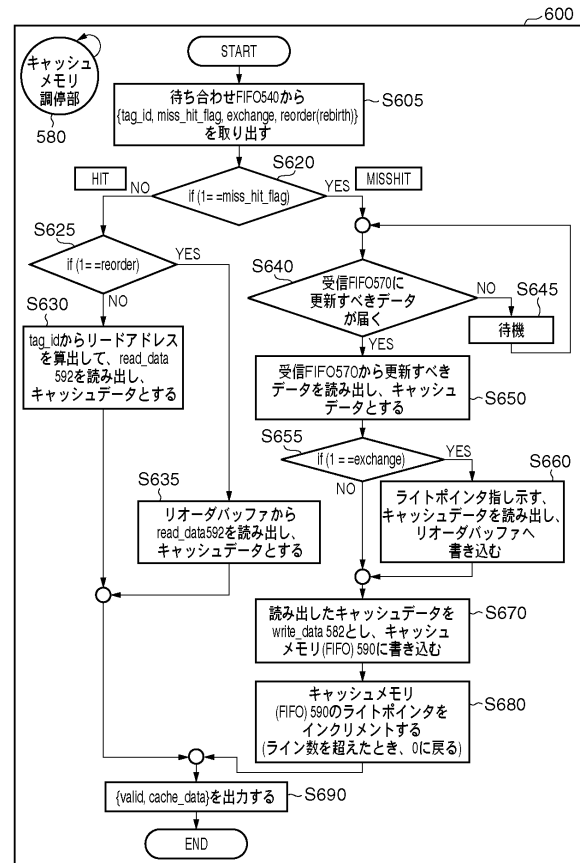 600
キャッシュ
メモリ
調停部
580
START
待ち合わせFIFO540から
{tag_id, miss_hit_flag, exchange, reorder(rebirth)}
を取り出す
S605
S620
HIT
NO
if (1= =miss_hit_flag)
YES
MISSHIT
S625
if (1= =reorder)
YES
NO
S630
tag_idからリードアドレス
を算出して、read_data
592を読み出し、
キャッシュデータとする
S635
リオーダバッファから
read_data592を読み出し、
キャッシュデータとする
S640
受信FIFO570に
更新すべきデータ
が届く
NO
S645
待機
YES
受信FIFO570から更新すべき
データを読み出し、キャッシュ
データとする
S650
S655
if (1 = =exchange)
YES
NO
S660
ライトポインタ指し示す、
キャッシュデータを読み出し、
リオーダバッファへ
書き込む
読み出したキャッシュデータを
write_data 582とし、キャッシュ
メモリ(FIFO) 590に書き込む
S670
キャッシュメモリ
(FIFO) 590のライトポインタを
インクリメントする
(ライン数を超えたとき、0に戻る)
S680
{valid, cache_data}を出力する
S690
END